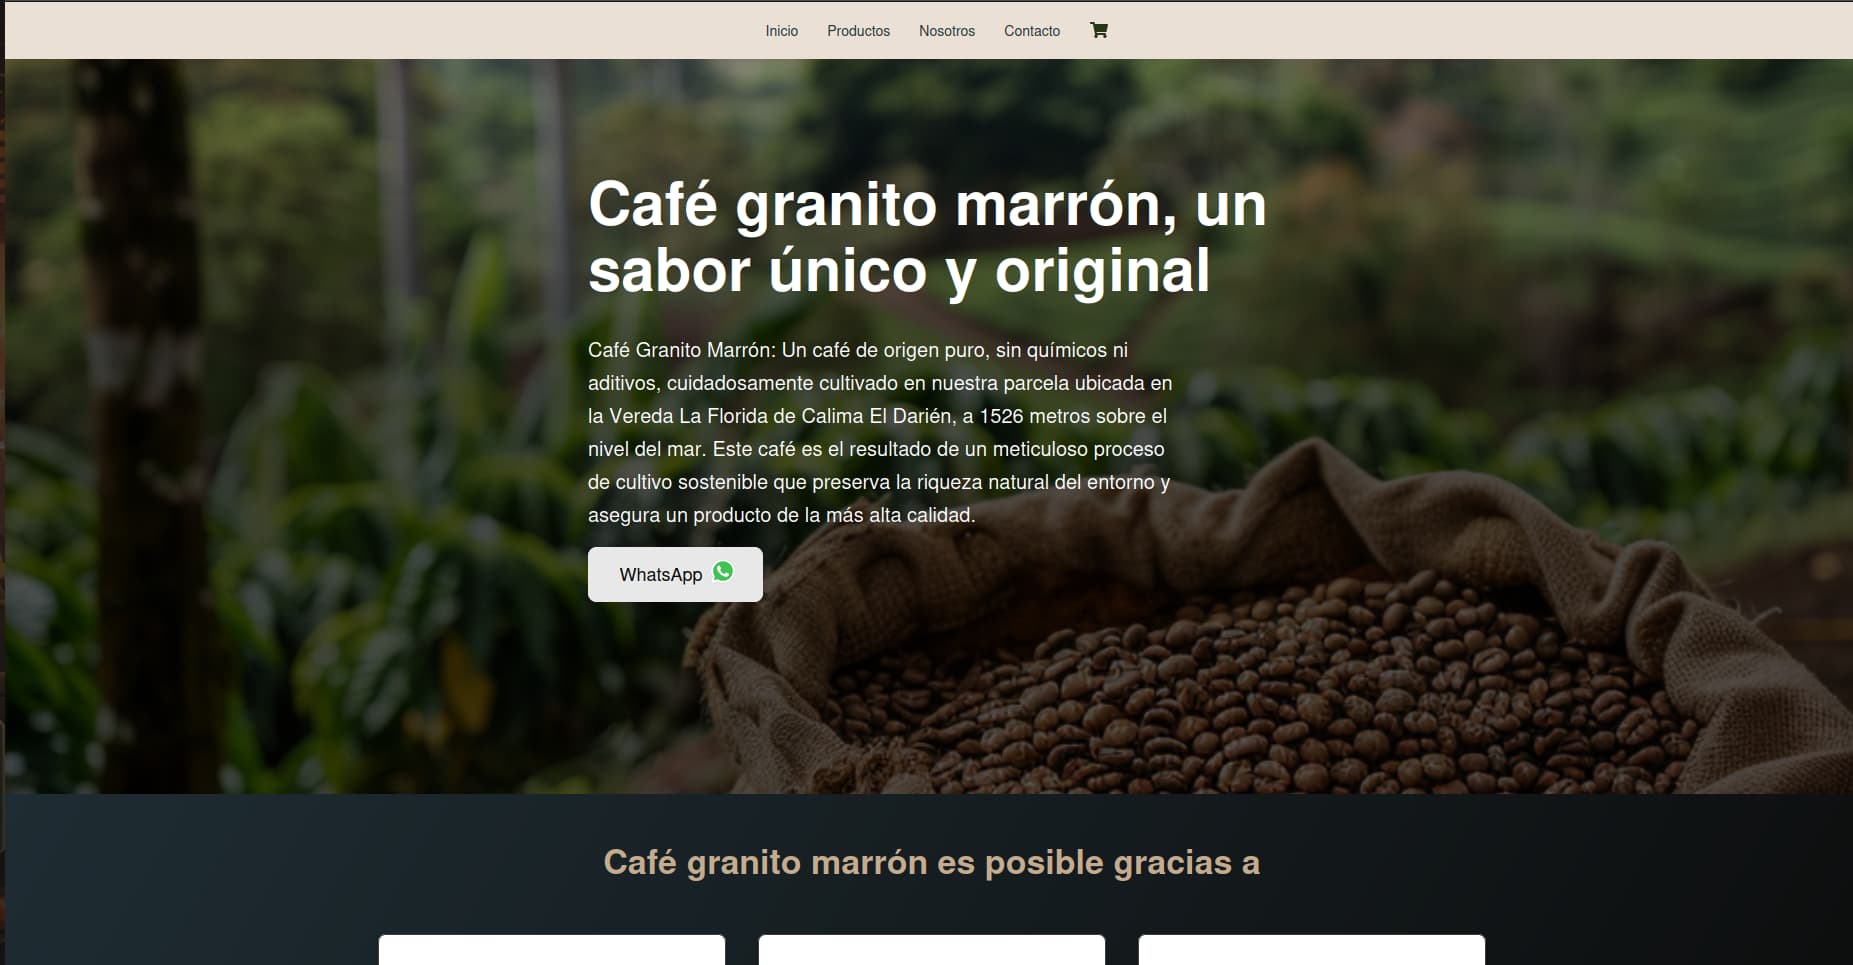 Inicio Productos Nosotros Contacto
Café granito marrón, un
sabor único y original
Café Granito Marrón: Un café de origen puro, sin químicos ni
aditivos, cuidadosamente cultivado en nuestra parcela ubicada en
la Vereda La Florida de Calima El Darién, a 1526 metros sobre el
nivel del mar. Este café es el resultado de un meticuloso proceso
de cultivo sostenible que preserva la riqueza natural del entorno y
asegura un producto de la más alta calidad.
WhatsApp
Café granito marrón es posible gracias a